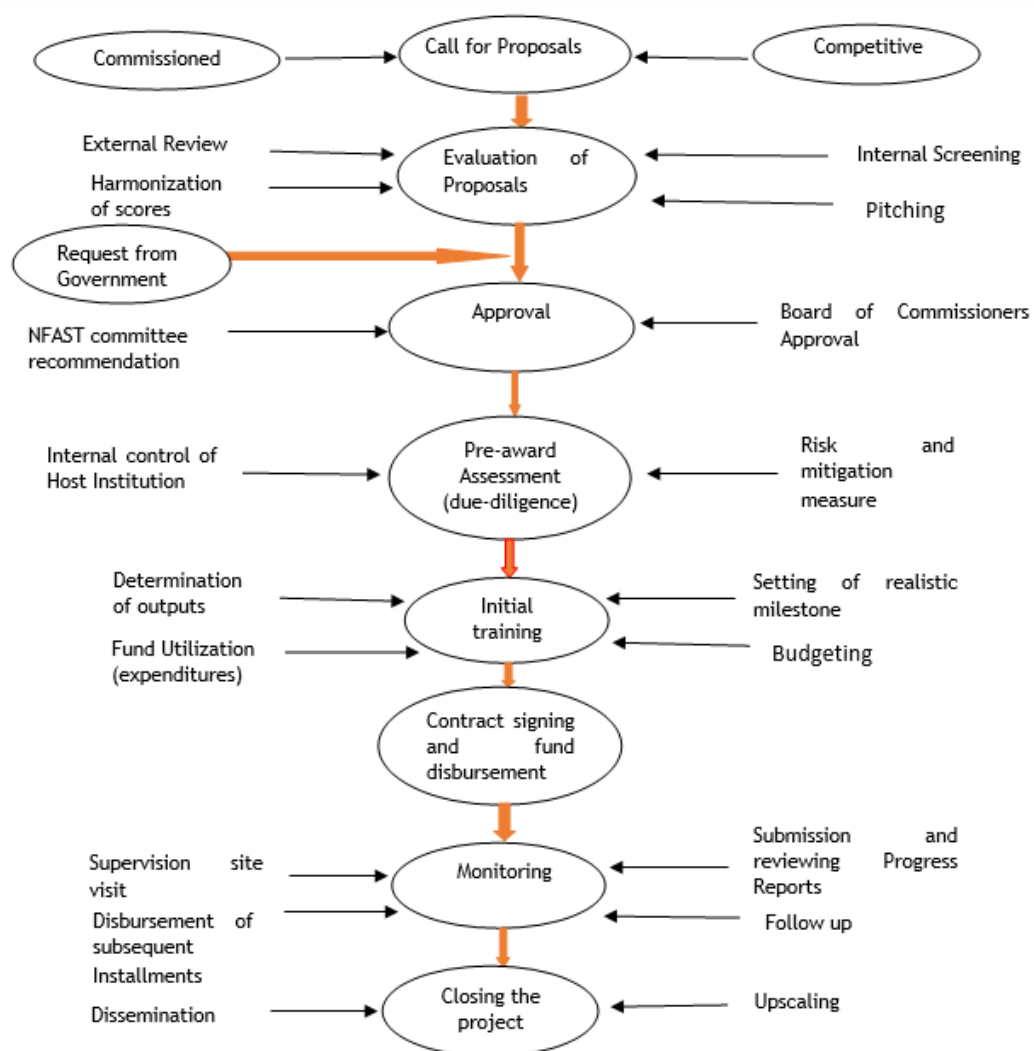 Commissioned
Call for Proposals
Competitive
External Review
Harmonization
of scores
Evaluation of
Proposals
Internal Screening
Pitching
Request from
Government
NFAST committee
recommendation
Approval
Board of Commissioners
Approval
Internal control of
Host Institution
Pre-award
Assessment
(due-diligence)
Risk and
mitigation
measure
Determination
of outputs
Fund Utilization
(expenditures)
Initial
training
Setting of realistic
milestone
Budgeting
Contract signing
and fund
disbursement
Supervision site
visit
Disbursement of
subsequent
Installments
Monitoring
Submission and
reviewing Progress
Reports
Follow up
Dissemination
Closing the
project
Upscaling